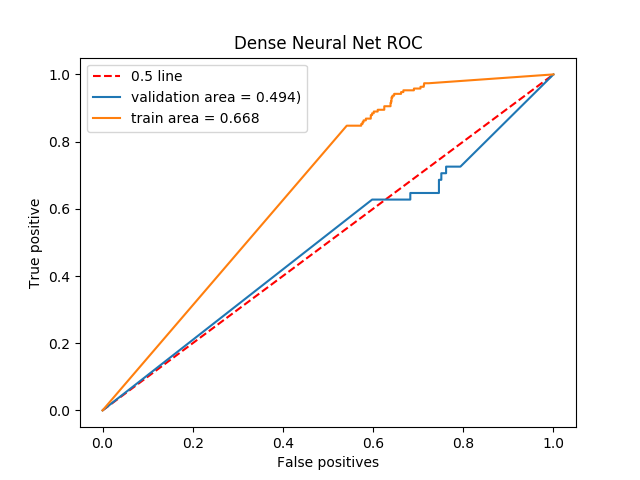 Dense Neural Net ROC
0.5 line
validation area = 0.494)
train area = 0.668
True positive
1.0
0.8
0.6
0.4
0.2
0.0
0.0 0.2 0.4 0.6 0.8 1.0
False positives